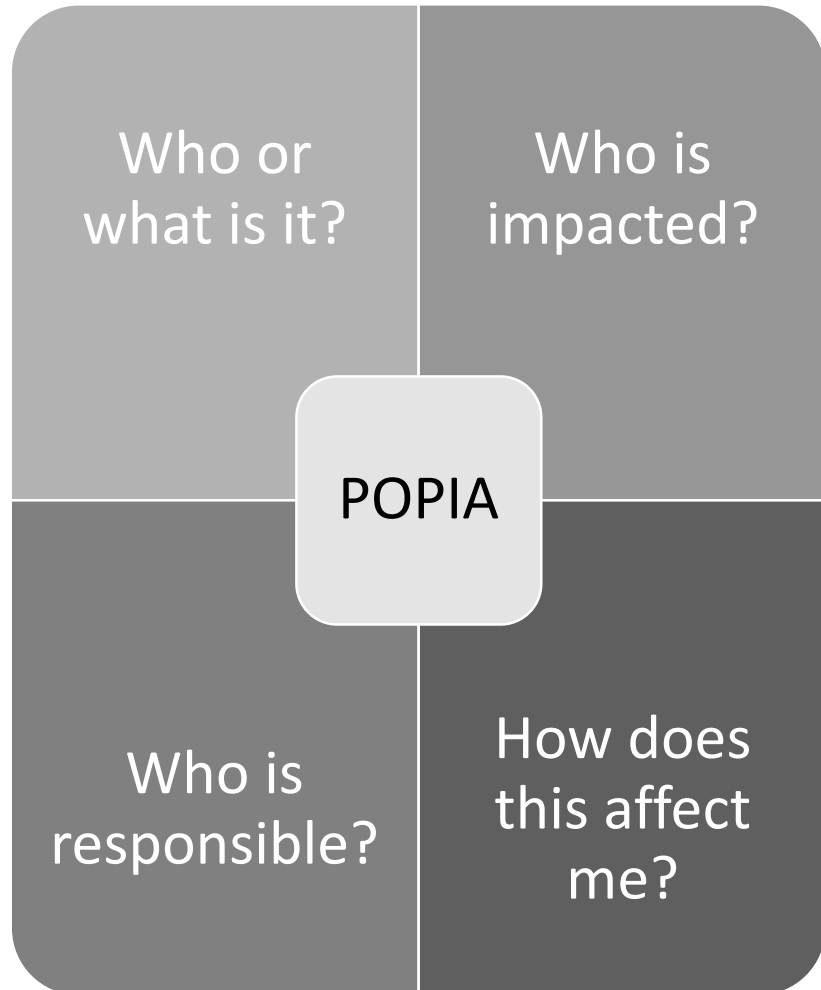 Who or
what is it?
Who is
impacted?
POPIA
Who is
responsible?
How does
this affect
me?